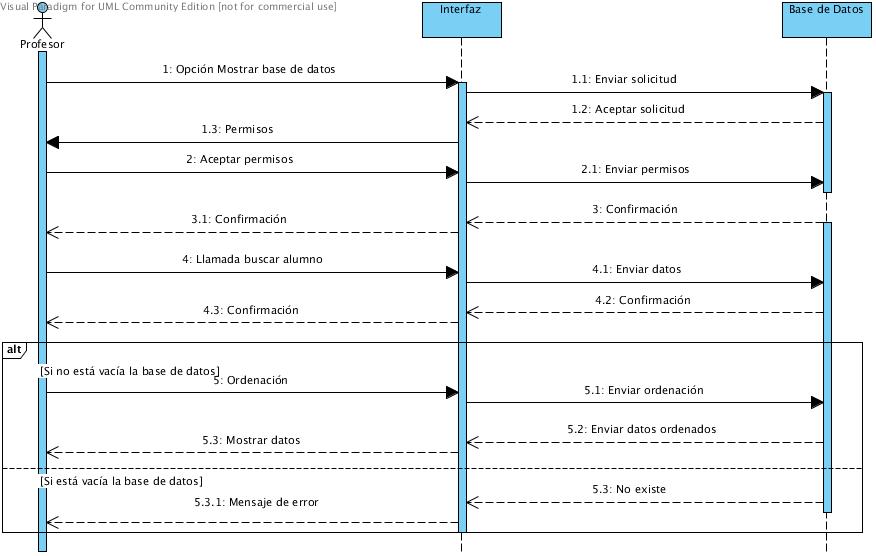 Visual Paradigm for UML Community Edition [not for commercial use]
Interfaz
Base de Datos
Profesor
1: Opción Mostrar base de datos
1.1: Enviar solicitud
1.2: Aceptar solicitud
1.3: Permisos
2: Aceptar permisos
2.1: Enviar permisos
3: Confirmación
3.1: Confirmación
4: Llamada buscar alumno
4.1: Enviar datos
4.2: Confirmación
4.3: Confirmación
alt
[Si no está vacía la base de datos]
5: Ordenación
5.1: Enviar ordenación
5.2: Enviar datos ordenados
5.3: Mostrar datos
[Si está vacía la base de datos]
5.3: No existe
5.3.1: Mensaje de error